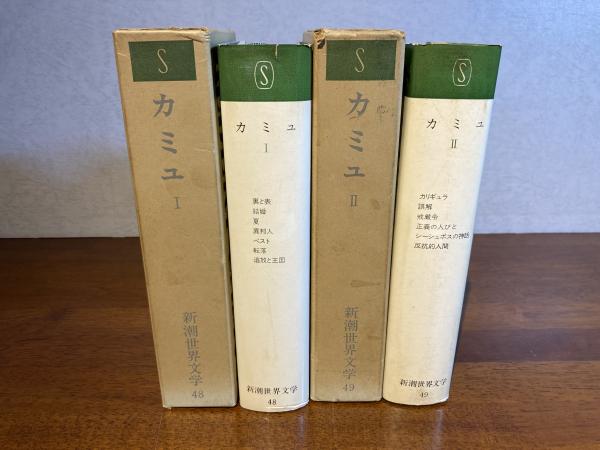 S
カミュ
I
新潮世界文学
48
S
カミュ
I
裏と表
結婚
夏
異邦人
ペスト
転落
追放と王国
新潮世界文学
48
S
カミュ
II
新潮世界文学
49
S
カミュ
II
カリギュラ
誤解
戒厳令
正義の人びと
シーシュポスの神話
反抗的人間
新潮世界文学
49